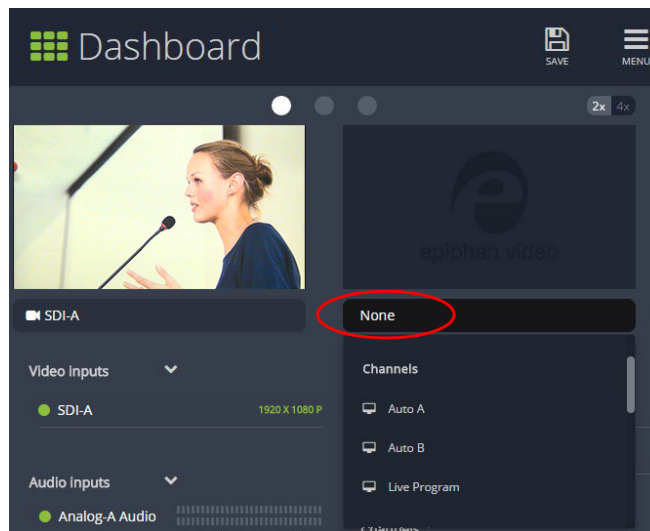 Dashboard
SAVE
MENU
2x 4x
epiphan video
SDI-A
None
Video inputs
SDI-A 1920 X 1080 P
Audio inputs
Analog-A Audio
Channels
Auto A
Auto B
Live Program